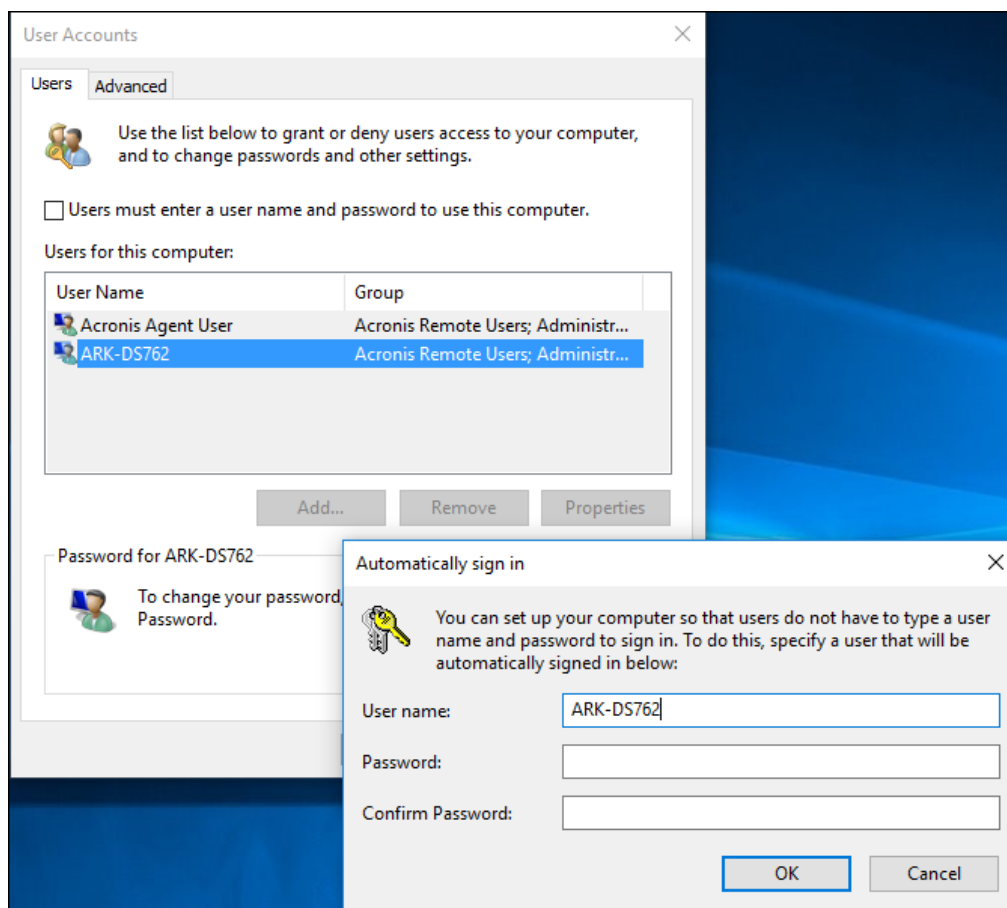 User Accounts
Users
Advanced
Use the list below to grant or deny users access to your computer,
and to change passwords and other settings.
Users must enter a user name and password to use this computer.
Users for this computer:
User Name Group
Acronis Agent User Acronis Remote Users; Administr...
ARK-DS762 Acronis Remote Users; Administr...
Add... Remove Properties
Password for ARK-DS762
To change your password,
Password.
Automatically sign in
You can set up your computer so that users do not have to type a user
name and password to sign in. To do this, specify a user that will be
automatically signed in below:
User name: ARK-DS762
Password:
Confirm Password:
OK Cancel